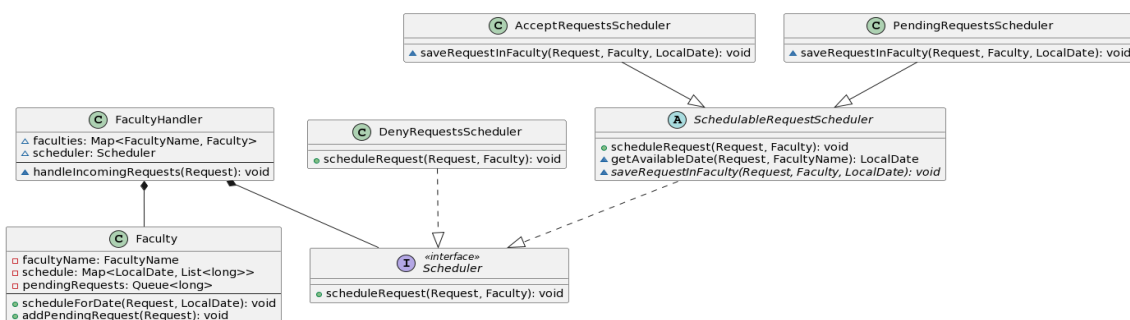 C AcceptRequestsScheduler
saveRequestInFaculty(Request, Faculty, LocalDate): void
C PendingRequestsScheduler
saveRequestInFaculty(Request, Faculty, LocalDate): void
C FacultyHandler
faculties: Map<FacultyName, Faculty>
scheduler: Scheduler
handleIncomingRequests(Request): void
C DenyRequestsScheduler
scheduleRequest(Request, Faculty): void
A SchedulableRequestScheduler
scheduleRequest(Request, Faculty): void
getAvailableDate(Request, FacultyName): LocalDate
saveRequestInFaculty(Request, Faculty, LocalDate): void
C Faculty
facultyName: FacultyName
schedule: Map<LocalDate, List<long>>
pendingRequests: Queue<long>
scheduleForDate(Request, LocalDate): void
addPendingRequest(Request): void
I «interface»
Scheduler
scheduleRequest(Request, Faculty): void